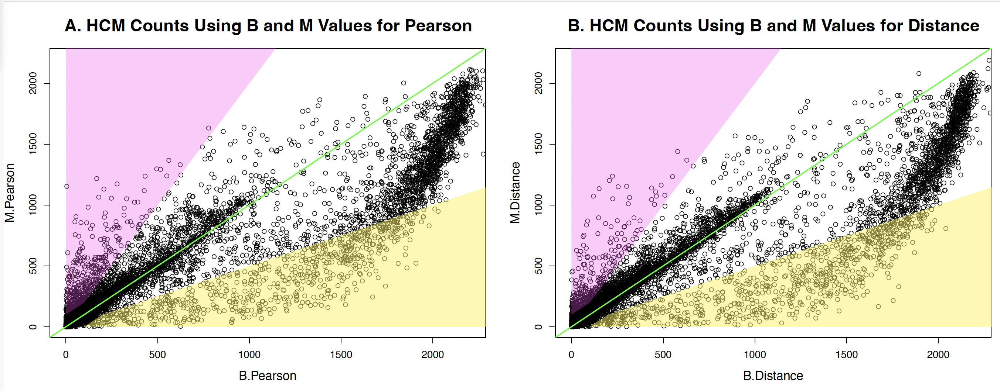 A. HCM Counts Using B and M Values for Pearson
M.Pearson
2000
1500
1000
500
0
0 500 1000 1500 2000
B.Pearson
B. HCM Counts Using B and M Values for Distance
M.Distance
2000
1500
1000
500
0
0 500 1000 1500 2000
B.Distance